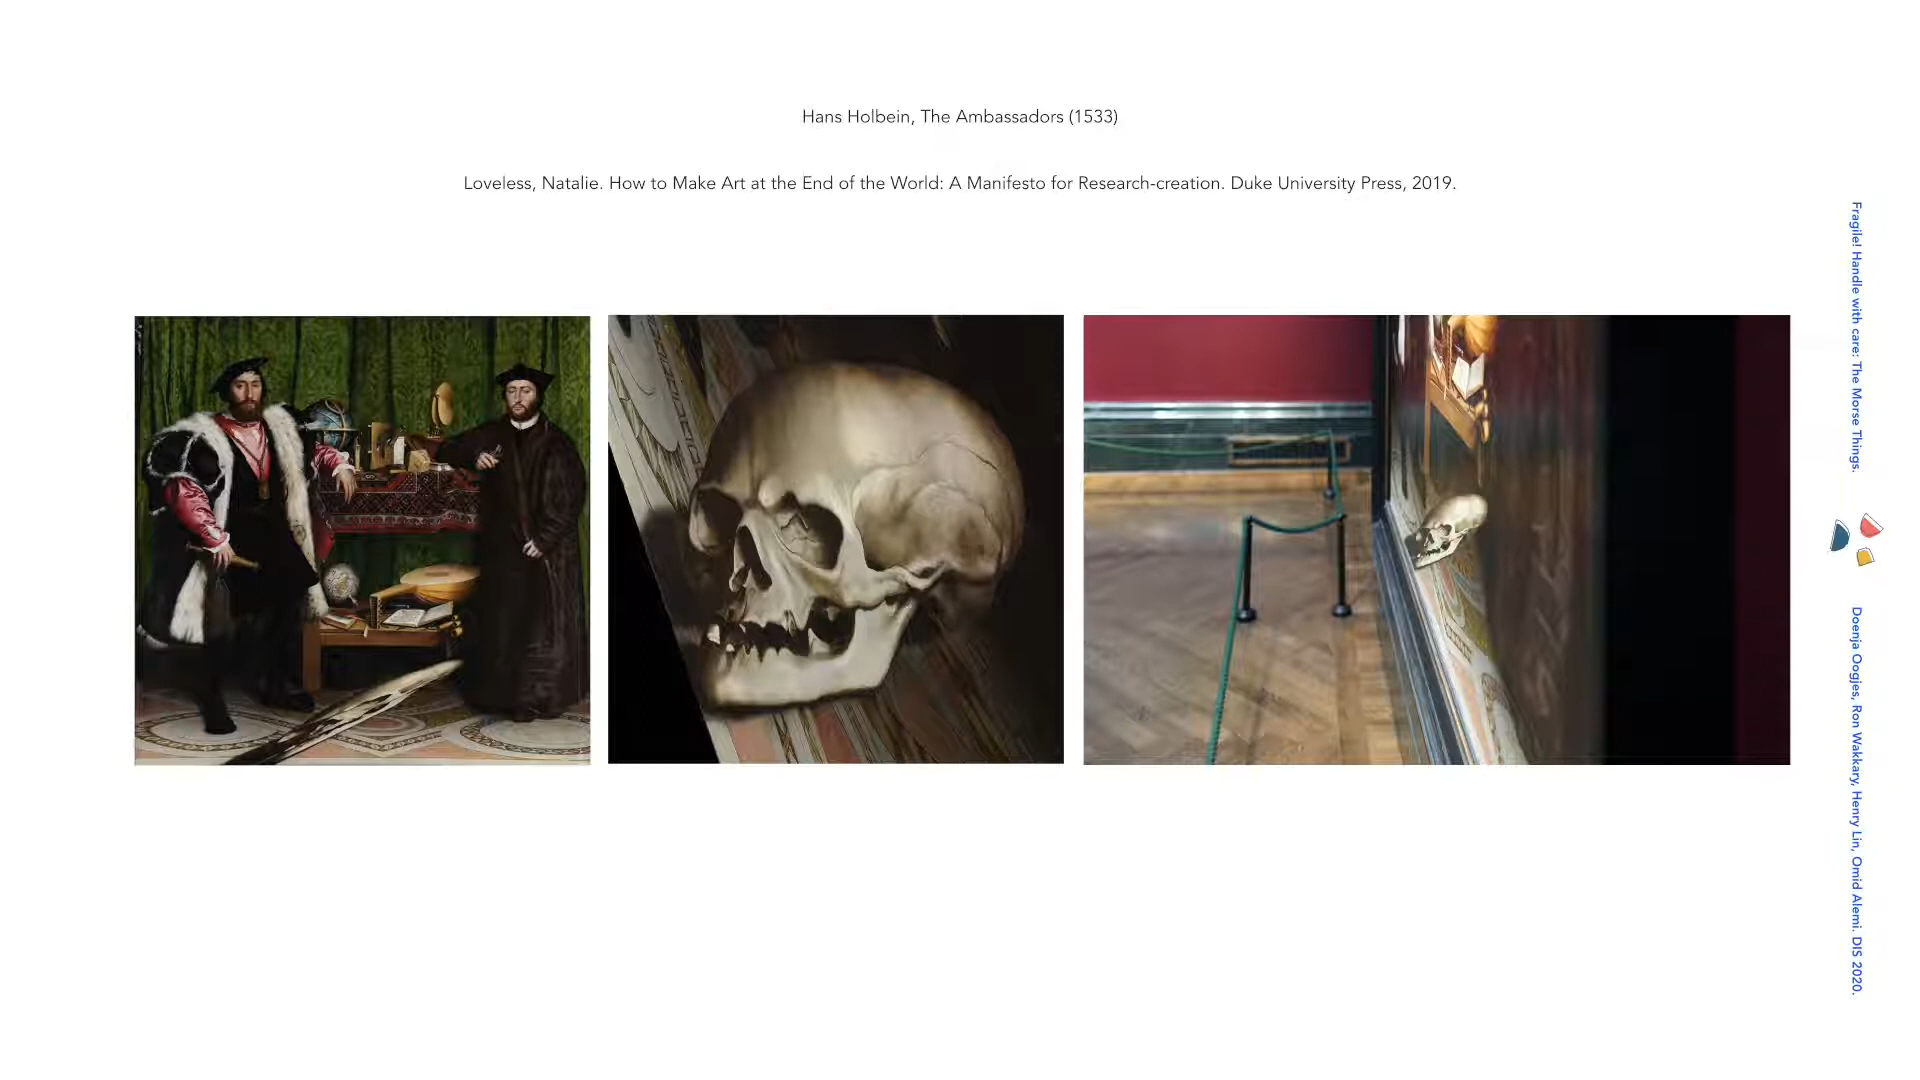 Hans Holbein, The Ambassadors (1533)
Loveless, Natalie. How to Make Art at the End of the World: A Manifesto for Research-creation. Duke University Press, 2019.
Fragile! Handle with care: The Morse Things.
Doenja Oogjes, Ron Wakkary, Henry Lin, Omid Alemi. DIS 2020.